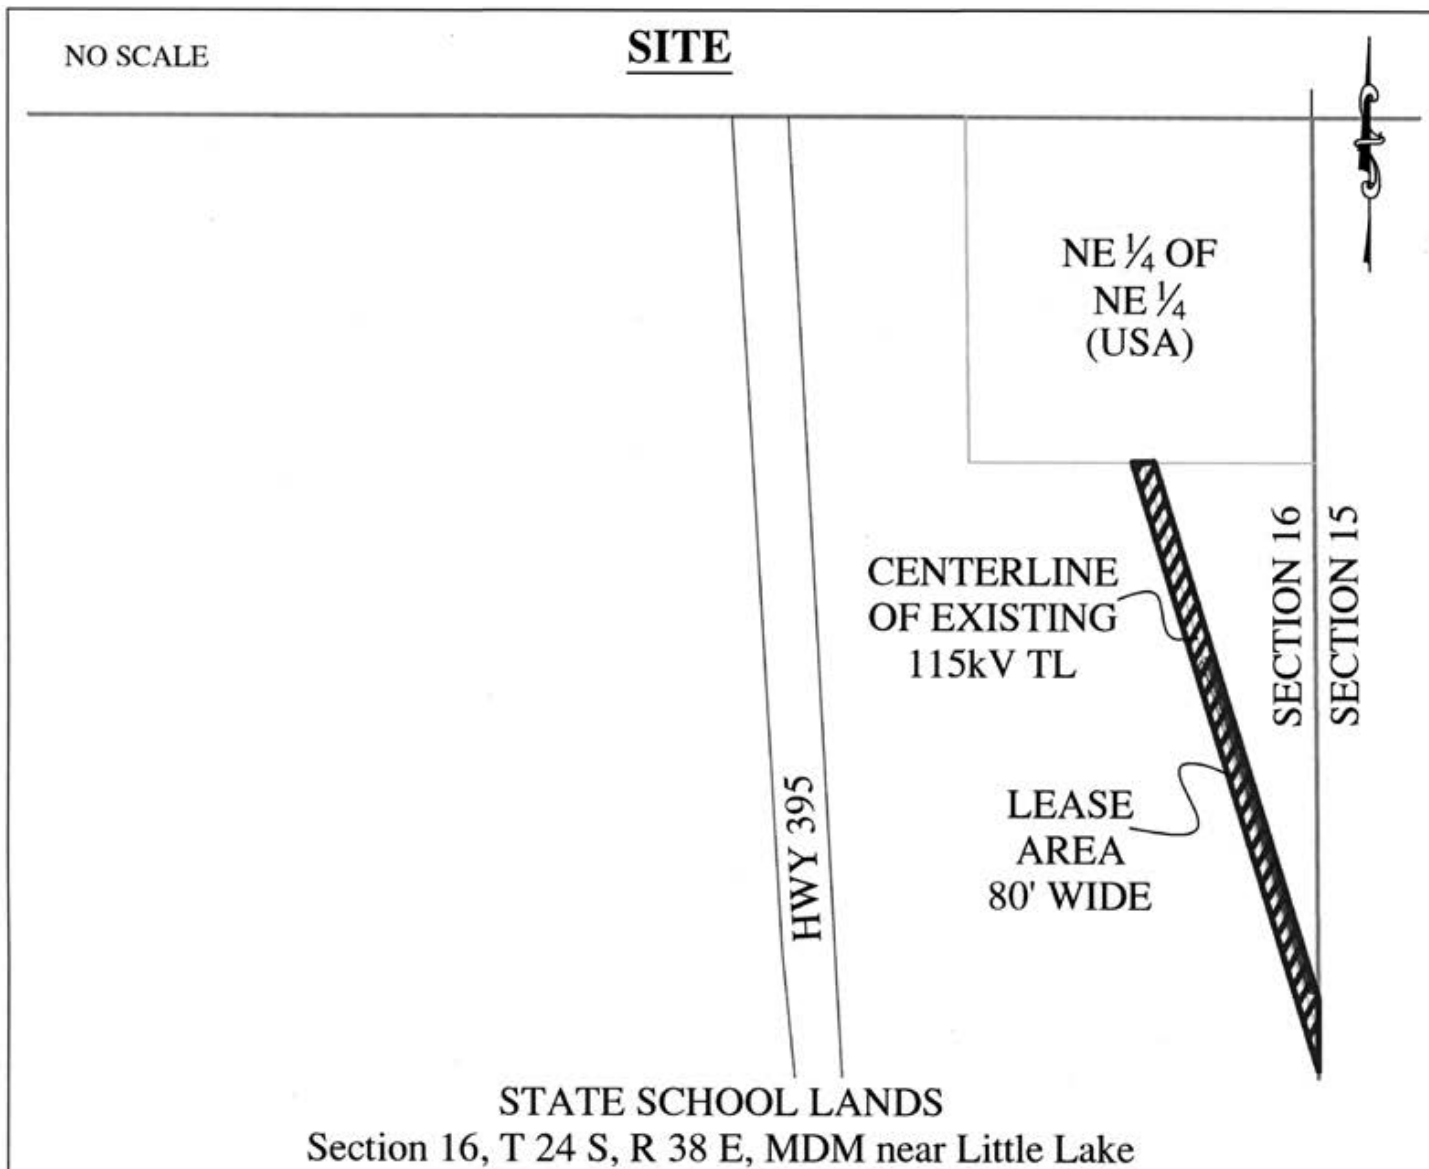 NO SCALE
SITE
NE ¼ OF
NE ¼
(USA)
SECTION 16
SECTION 15
CENTERLINE
OF EXISTING
115kV TL
LEASE
AREA
80' WIDE
HWY 395
STATE SCHOOL LANDS
Section 16, T 24 S, R 38 E, MDM near Little Lake